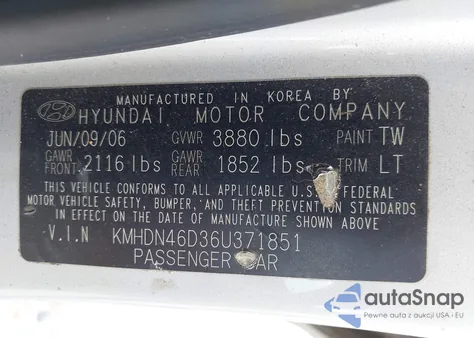 MANUFACTURED IN KOREA BY
HYUNDAI MOTOR COMPANY
JUN/09/06 GVWR 3880 lbs PAINT TW
GAWR FRONT 2116 lbs GAWR REAR 1852 lbs TRIM LT
THIS VEHICLE CONFORMS TO ALL APPLICABLE U.S. FEDERAL
MOTOR VEHICLE SAFETY, BUMPER, AND THEFT PREVENTION STANDARDS
IN EFFECT ON THE DATE OF MANUFACTURE SHOWN ABOVE
V.I.N KMHDN46D36U371851
PASSENGER CAR
autoSnap
Pewne auta z aukcji USA i EU